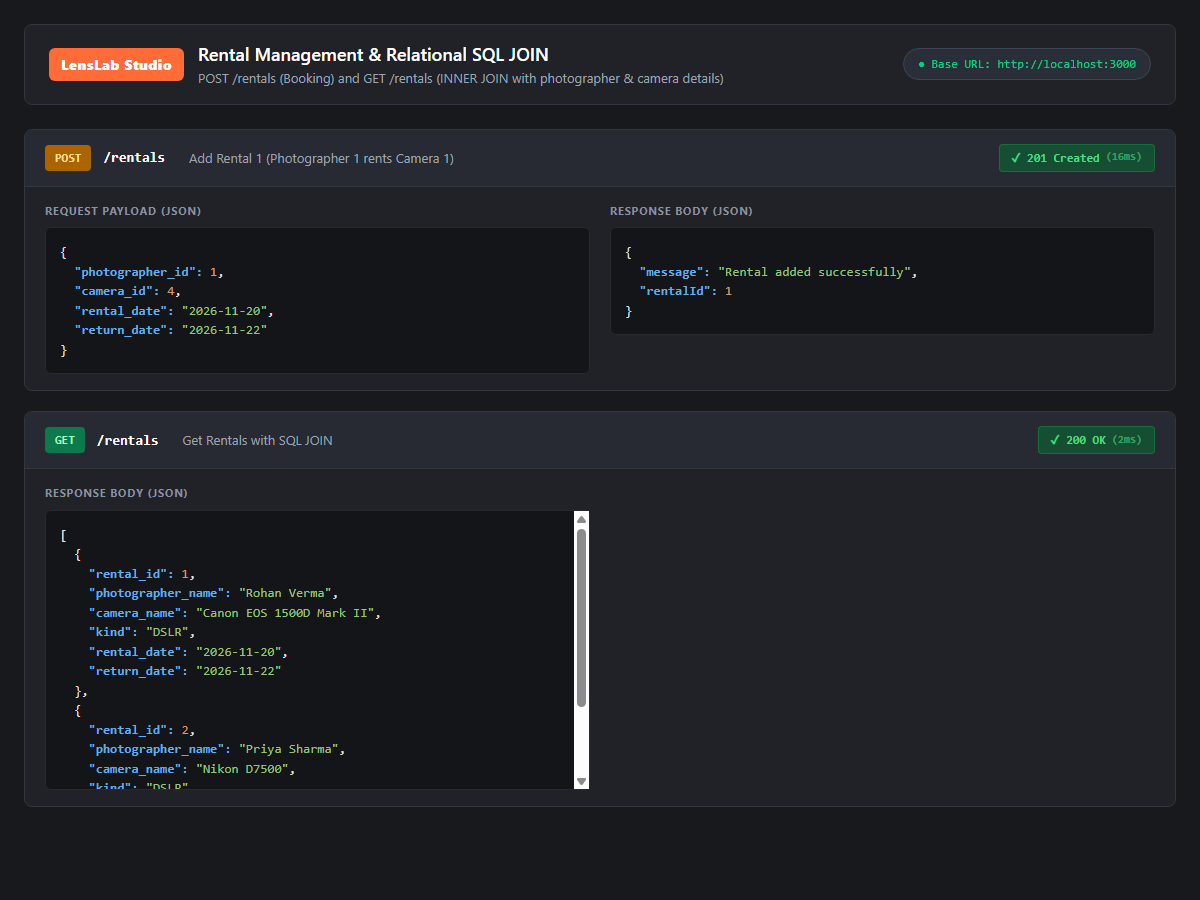 LensLab Studio
Rental Management & Relational SQL JOIN
POST /rentals (Booking) and GET /rentals (INNER JOIN with photographer & camera details)
● Base URL: http://localhost:3000
POST /rentals Add Rental 1 (Photographer 1 rents Camera 1)
✓ 201 Created (16ms)
REQUEST PAYLOAD (JSON)
{
  "photographer_id": 1,
  "camera_id": 4,
  "rental_date": "2026-11-20",
  "return_date": "2026-11-22"
}
RESPONSE BODY (JSON)
{
  "message": "Rental added successfully",
  "rentalId": 1
}
GET /rentals Get Rentals with SQL JOIN
✓ 200 OK (2ms)
RESPONSE BODY (JSON)
[
  {
    "rental_id": 1,
    "photographer_name": "Rohan Verma",
    "camera_name": "Canon EOS 1500D Mark II",
    "kind": "DSLR",
    "rental_date": "2026-11-20",
    "return_date": "2026-11-22"
  },
  {
    "rental_id": 2,
    "photographer_name": "Priya Sharma",
    "camera_name": "Nikon D7500",
    "kind": "DSLR"